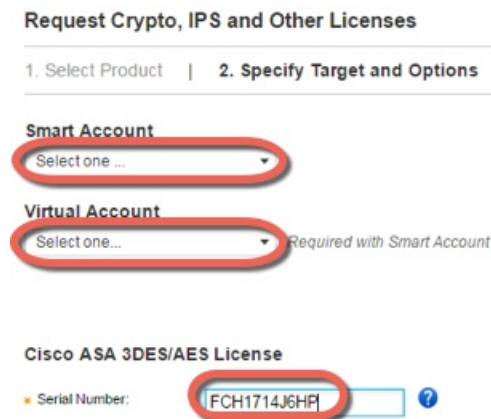 Request Crypto, IPS and Other Licenses
1. Select Product | 2. Specify Target and Options
Smart Account
Select one ...
Virtual Account
Select one... Required with Smart Account
Cisco ASA 3DES/AES License
* Serial Number: FCH1714J6HP ?